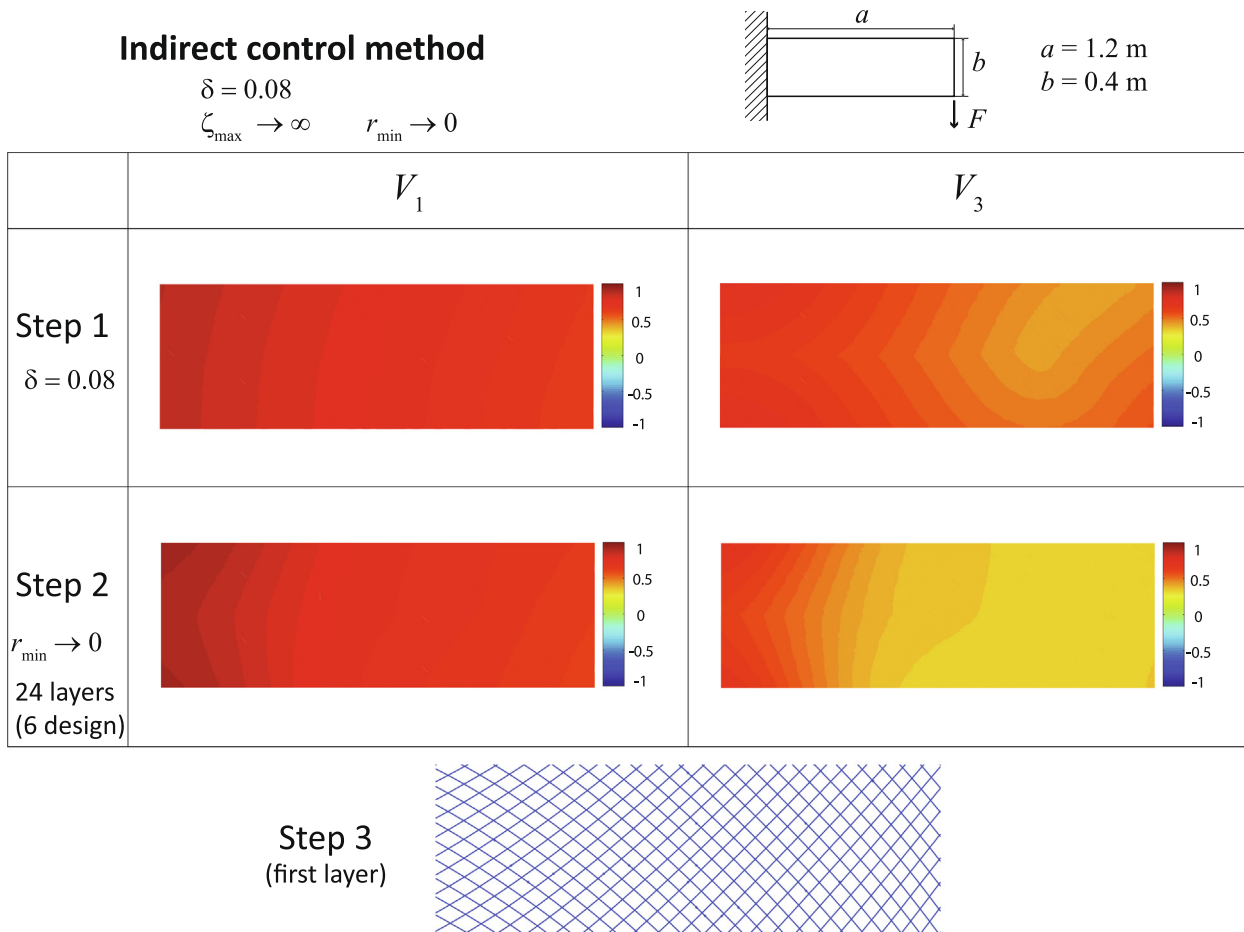 Indirect control method
δ = 0.08
ζmax → ∞ rmin → 0
a
b
F
a = 1.2 m
b = 0.4 m
V1
V3
Step 1
δ = 0.08
1
0.5
0
-0.5
-1
1
0.5
0
-0.5
-1
Step 2
rmin → 0
24 layers
(6 design)
1
0.5
0
-0.5
-1
1
0.5
0
-0.5
-1
Step 3
(first layer)